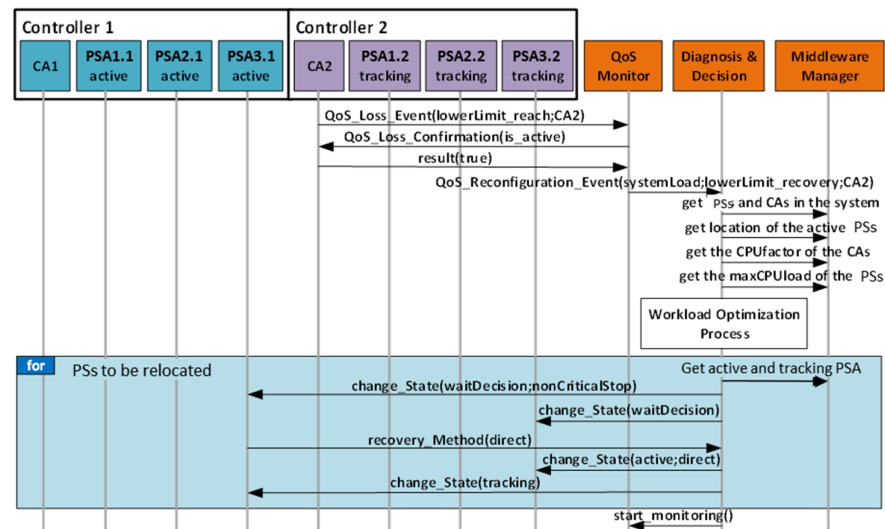 Controller 1
Controller 2
CA1
PSA1.1
active
PSA2.1
active
PSA3.1
active
CA2
PSA1.2
tracking
PSA2.2
tracking
PSA3.2
tracking
QoS
Monitor
Diagnosis &
Decision
Middleware
Manager
QoS_Loss_Event(lowerLimit_reach;CA2)
QoS_Loss_Confirmation(is_active)
result(true)
QoS_Reconfiguration_Event(systemLoad;lowerLimit_recovery;CA2)
get PSs and CAs in the system
get location of the active PSs
get the CPUfactor of the CAs
get the maxCPUload of the PSs
Workload Optimization
Process
for
PSs to be relocated
Get active and tracking PSA
change_State(waitDecision;nonCriticalStop)
change_State(waitDecision)
recovery_Method(direct)
change_State(active;direct)
change_State(tracking)
start_monitoring()